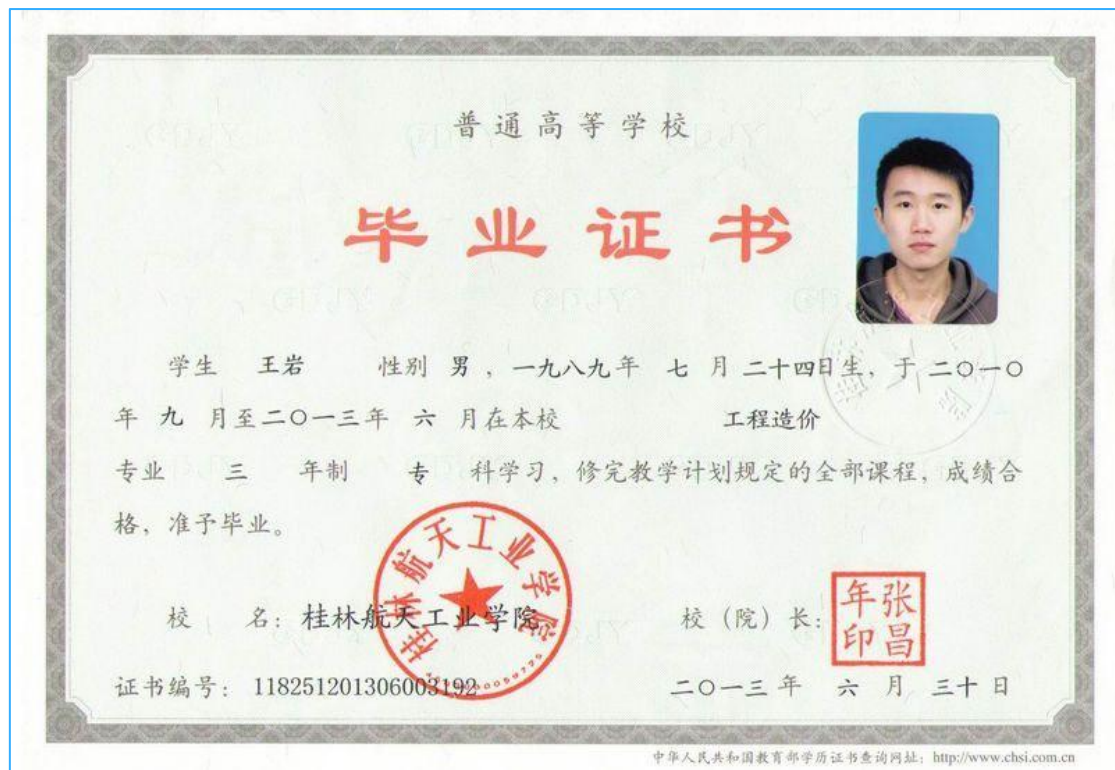 普通高等学校
毕业证书
学生 王岩 性别 男，一九八九年 七 月 二十四日生，于 二〇一〇
年 九 月至二〇一三年 六 月在本校 工程造价
专业 三 年制 专 科学习，修完教学计划规定的全部课程，成绩合
格，准予毕业。
桂林航天工业学院
校 名：桂林航天工业学院 校（院）长：
张昌年印
证书编号：118251201306003192 二〇一三年 六 月 三十日
中华人民共和国教育部学历证书查询网址：http://www.chsi.com.cn